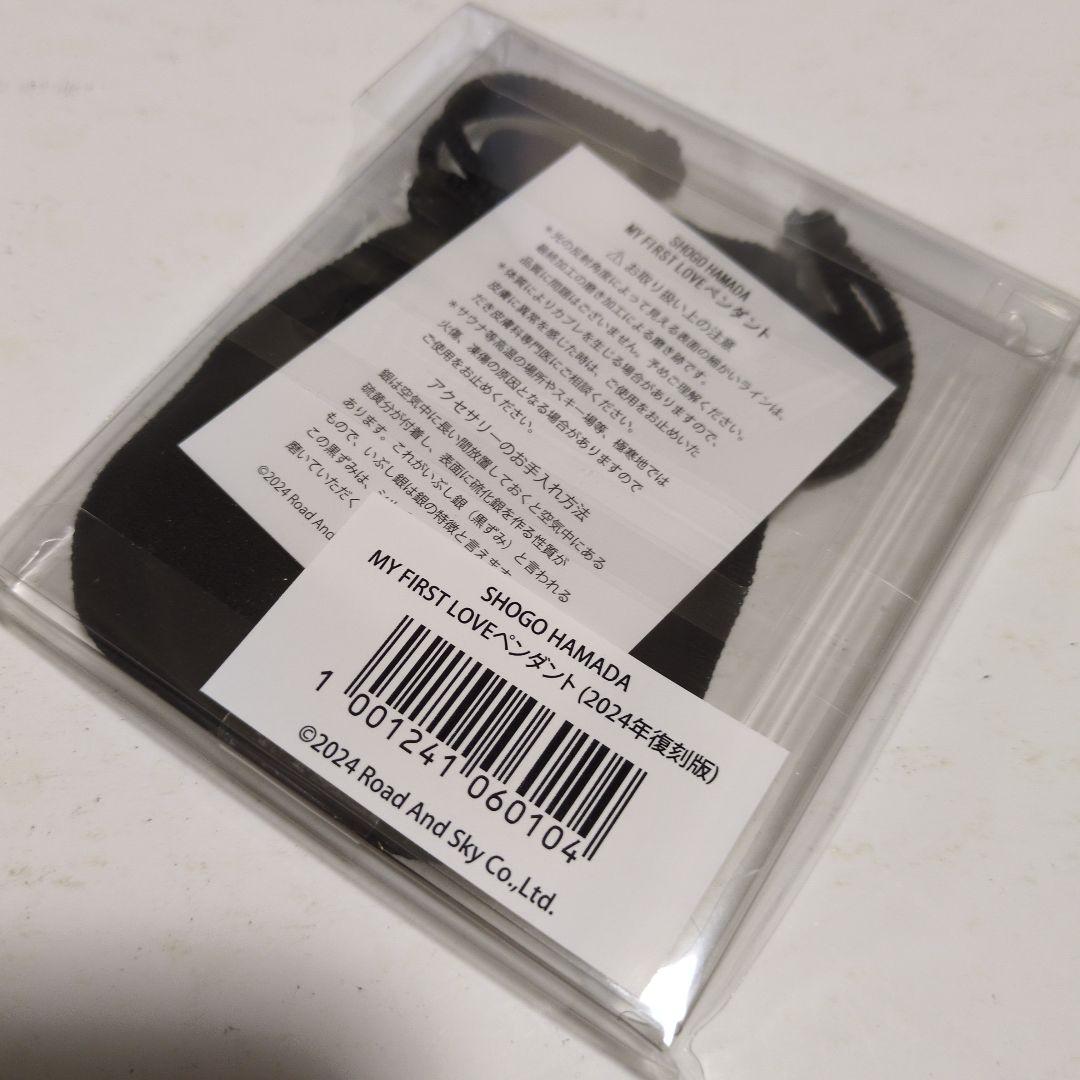 SHOGO HAMADA
MY FIRST LOVEペンダント
⚠お取り扱い上の注意
*光の反射角度によって見える表面の細かいラインは、
最終加工の磨き加工による磨き跡です。
品質に問題はございません。予めご理解ください。
*体質によりカブレを生じる場合がありますので、
皮膚に異常を感じた時は、ご使用をお止めいた
だき皮膚科専門医にご相談ください。
*サウナ等高温の場所やスキー場等、極寒地では
火傷、凍傷の原因となる場合がありますので
ご使用をお止めください。
アクセサリーのお手入れ方法
銀は空気中に長い間放置しておくと空気中にある
硫黄分が付着し、表面に硫化銀を作る性質が
あります。これがいぶし銀（黒ずみ）と言われる
もので、いぶし銀は銀の特徴と言えます
この黒ずみは、
磨いていただく
©2024 Road And
SHOGO HAMADA
MY FIRST LOVEペンダント (2024年復刻版)
1 001241 060104
©2024 Road And Sky Co.,Ltd.